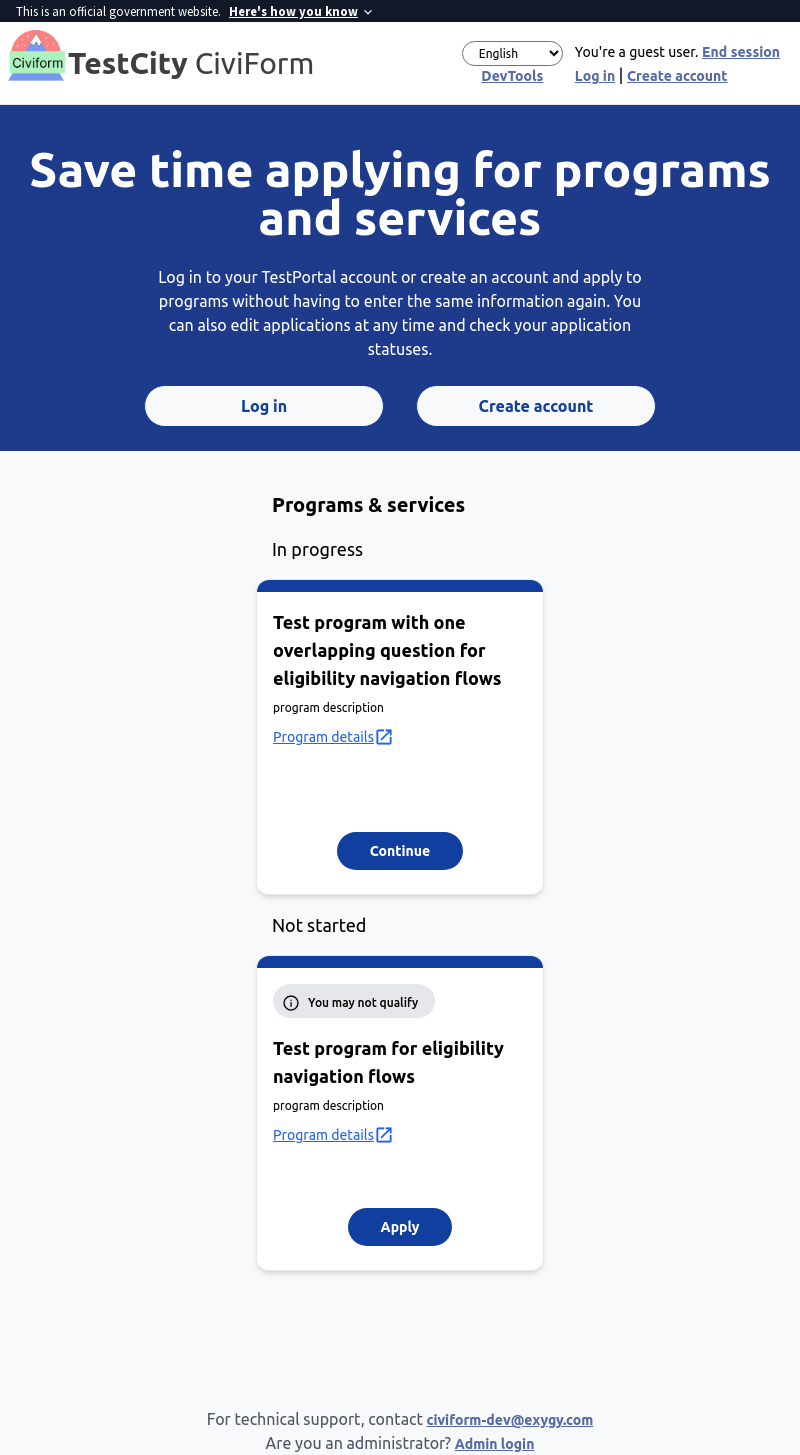 This is an official government website. Here's how you know
Civiform
TestCity CiviForm
English
You're a guest user. End session
DevTools
Log in | Create account
Save time applying for programs
and services
Log in to your TestPortal account or create an account and apply to
programs without having to enter the same information again. You
can also edit applications at any time and check your application
statuses.
Log in
Create account
Programs & services
In progress
Test program with one
overlapping question for
eligibility navigation flows
program description
Program details
Continue
Not started
You may not qualify
Test program for eligibility
navigation flows
program description
Program details
Apply
For technical support, contact civiform-dev@exygy.com
Are you an administrator? Admin login